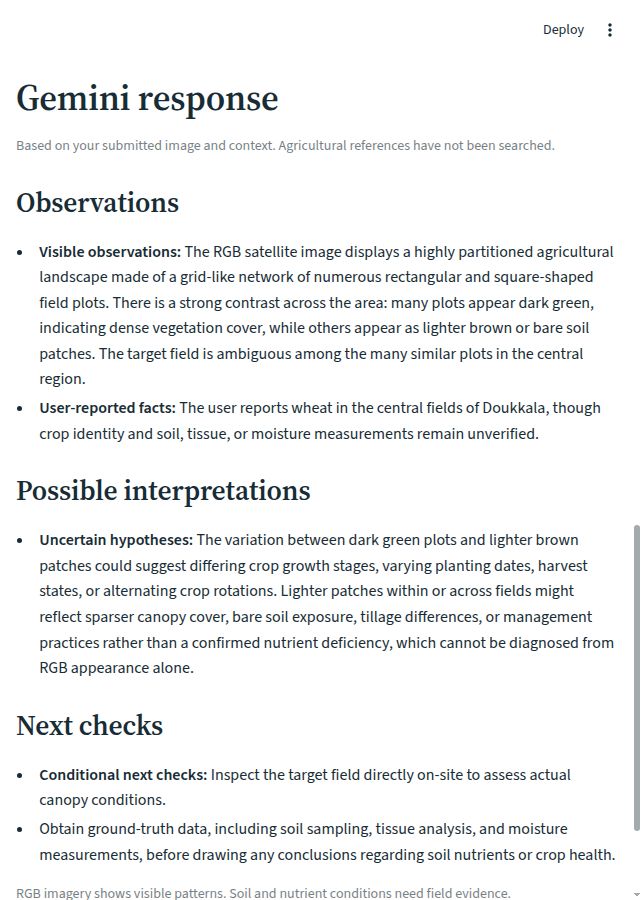 Deploy
Gemini response
Based on your submitted image and context. Agricultural references have not been searched.
Observations
• Visible observations: The RGB satellite image displays a highly partitioned agricultural
landscape made of a grid-like network of numerous rectangular and square-shaped
field plots. There is a strong contrast across the area: many plots appear dark green,
indicating dense vegetation cover, while others appear as lighter brown or bare soil
patches. The target field is ambiguous among the many similar plots in the central
region.
• User-reported facts: The user reports wheat in the central fields of Doukkala, though
crop identity and soil, tissue, or moisture measurements remain unverified.
Possible interpretations
• Uncertain hypotheses: The variation between dark green plots and lighter brown
patches could suggest differing crop growth stages, varying planting dates, harvest
states, or alternating crop rotations. Lighter patches within or across fields might
reflect sparser canopy cover, bare soil exposure, tillage differences, or management
practices rather than a confirmed nutrient deficiency, which cannot be diagnosed from
RGB appearance alone.
Next checks
• Conditional next checks: Inspect the target field directly on-site to assess actual
canopy conditions.
• Obtain ground-truth data, including soil sampling, tissue analysis, and moisture
measurements, before drawing any conclusions regarding soil nutrients or crop health.
RGB imagery shows visible patterns. Soil and nutrient conditions need field evidence.